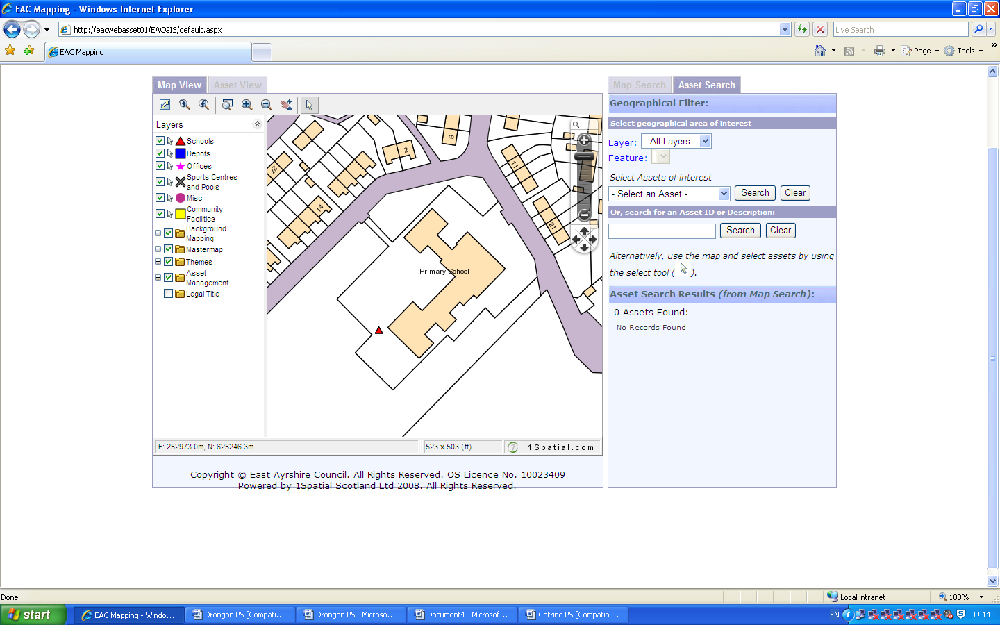 EAC Mapping - Windows Internet Explorer
http://eacwebasset01/EACGIS/default.aspx
Live Search
EAC Mapping
Page
Tools
Map View
Asset View
Map Search
Asset Search
Layers
Schools
Depots
Offices
Sports Centres
and Pools
Misc
Community
Facilities
Background
Mapping
Mastermap
Themes
Asset
Management
Legal Title
2
8
11
27
14
21
Primary School
E: 252973.0m, N: 625246.3m
523 x 503 (ft)
1Spatial.com
Copyright © East Ayrshire Council. All Rights Reserved. OS Licence No. 10023409
Powered by 1Spatial Scotland Ltd 2008. All Rights Reserved.
Geographical Filter:
Select geographical area of interest
Layer: - All Layers -
Feature:
Select Assets of interest
- Select an Asset - Search Clear
Or, search for an Asset ID or Description:
Search Clear
Alternatively, use the map and select assets by using
the select tool ( ).
Asset Search Results (from Map Search):
0 Assets Found:
No Records Found
Done
Local intranet
100%
start
EAC Mapping - Windo...
Drongan PS [Compati...
Drongan PS - Microso...
Document4 - Microsof...
Catrine PS [Compatibi...
EN
09:14